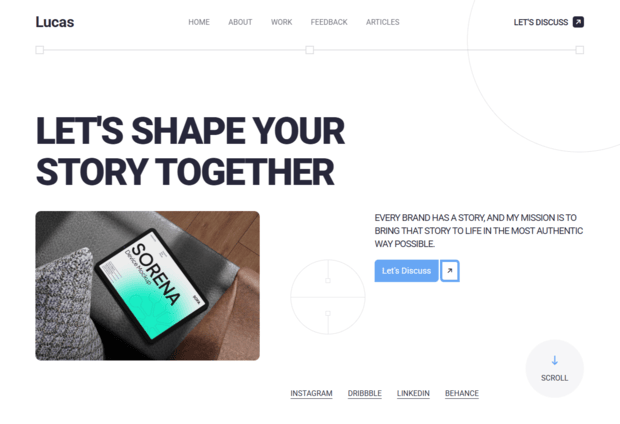 Lucas
HOME ABOUT WORK FEEDBACK ARTICLES
LET'S DISCUSS
LET'S SHAPE YOUR
STORY TOGETHER
EVERY BRAND HAS A STORY, AND MY MISSION IS TO
BRING THAT STORY TO LIFE IN THE MOST AUTHENTIC
WAY POSSIBLE.
Let's Discuss
SORENA
Device Mockup
SCROLL
INSTAGRAM DRIBBBLE LINKEDIN BEHANCE